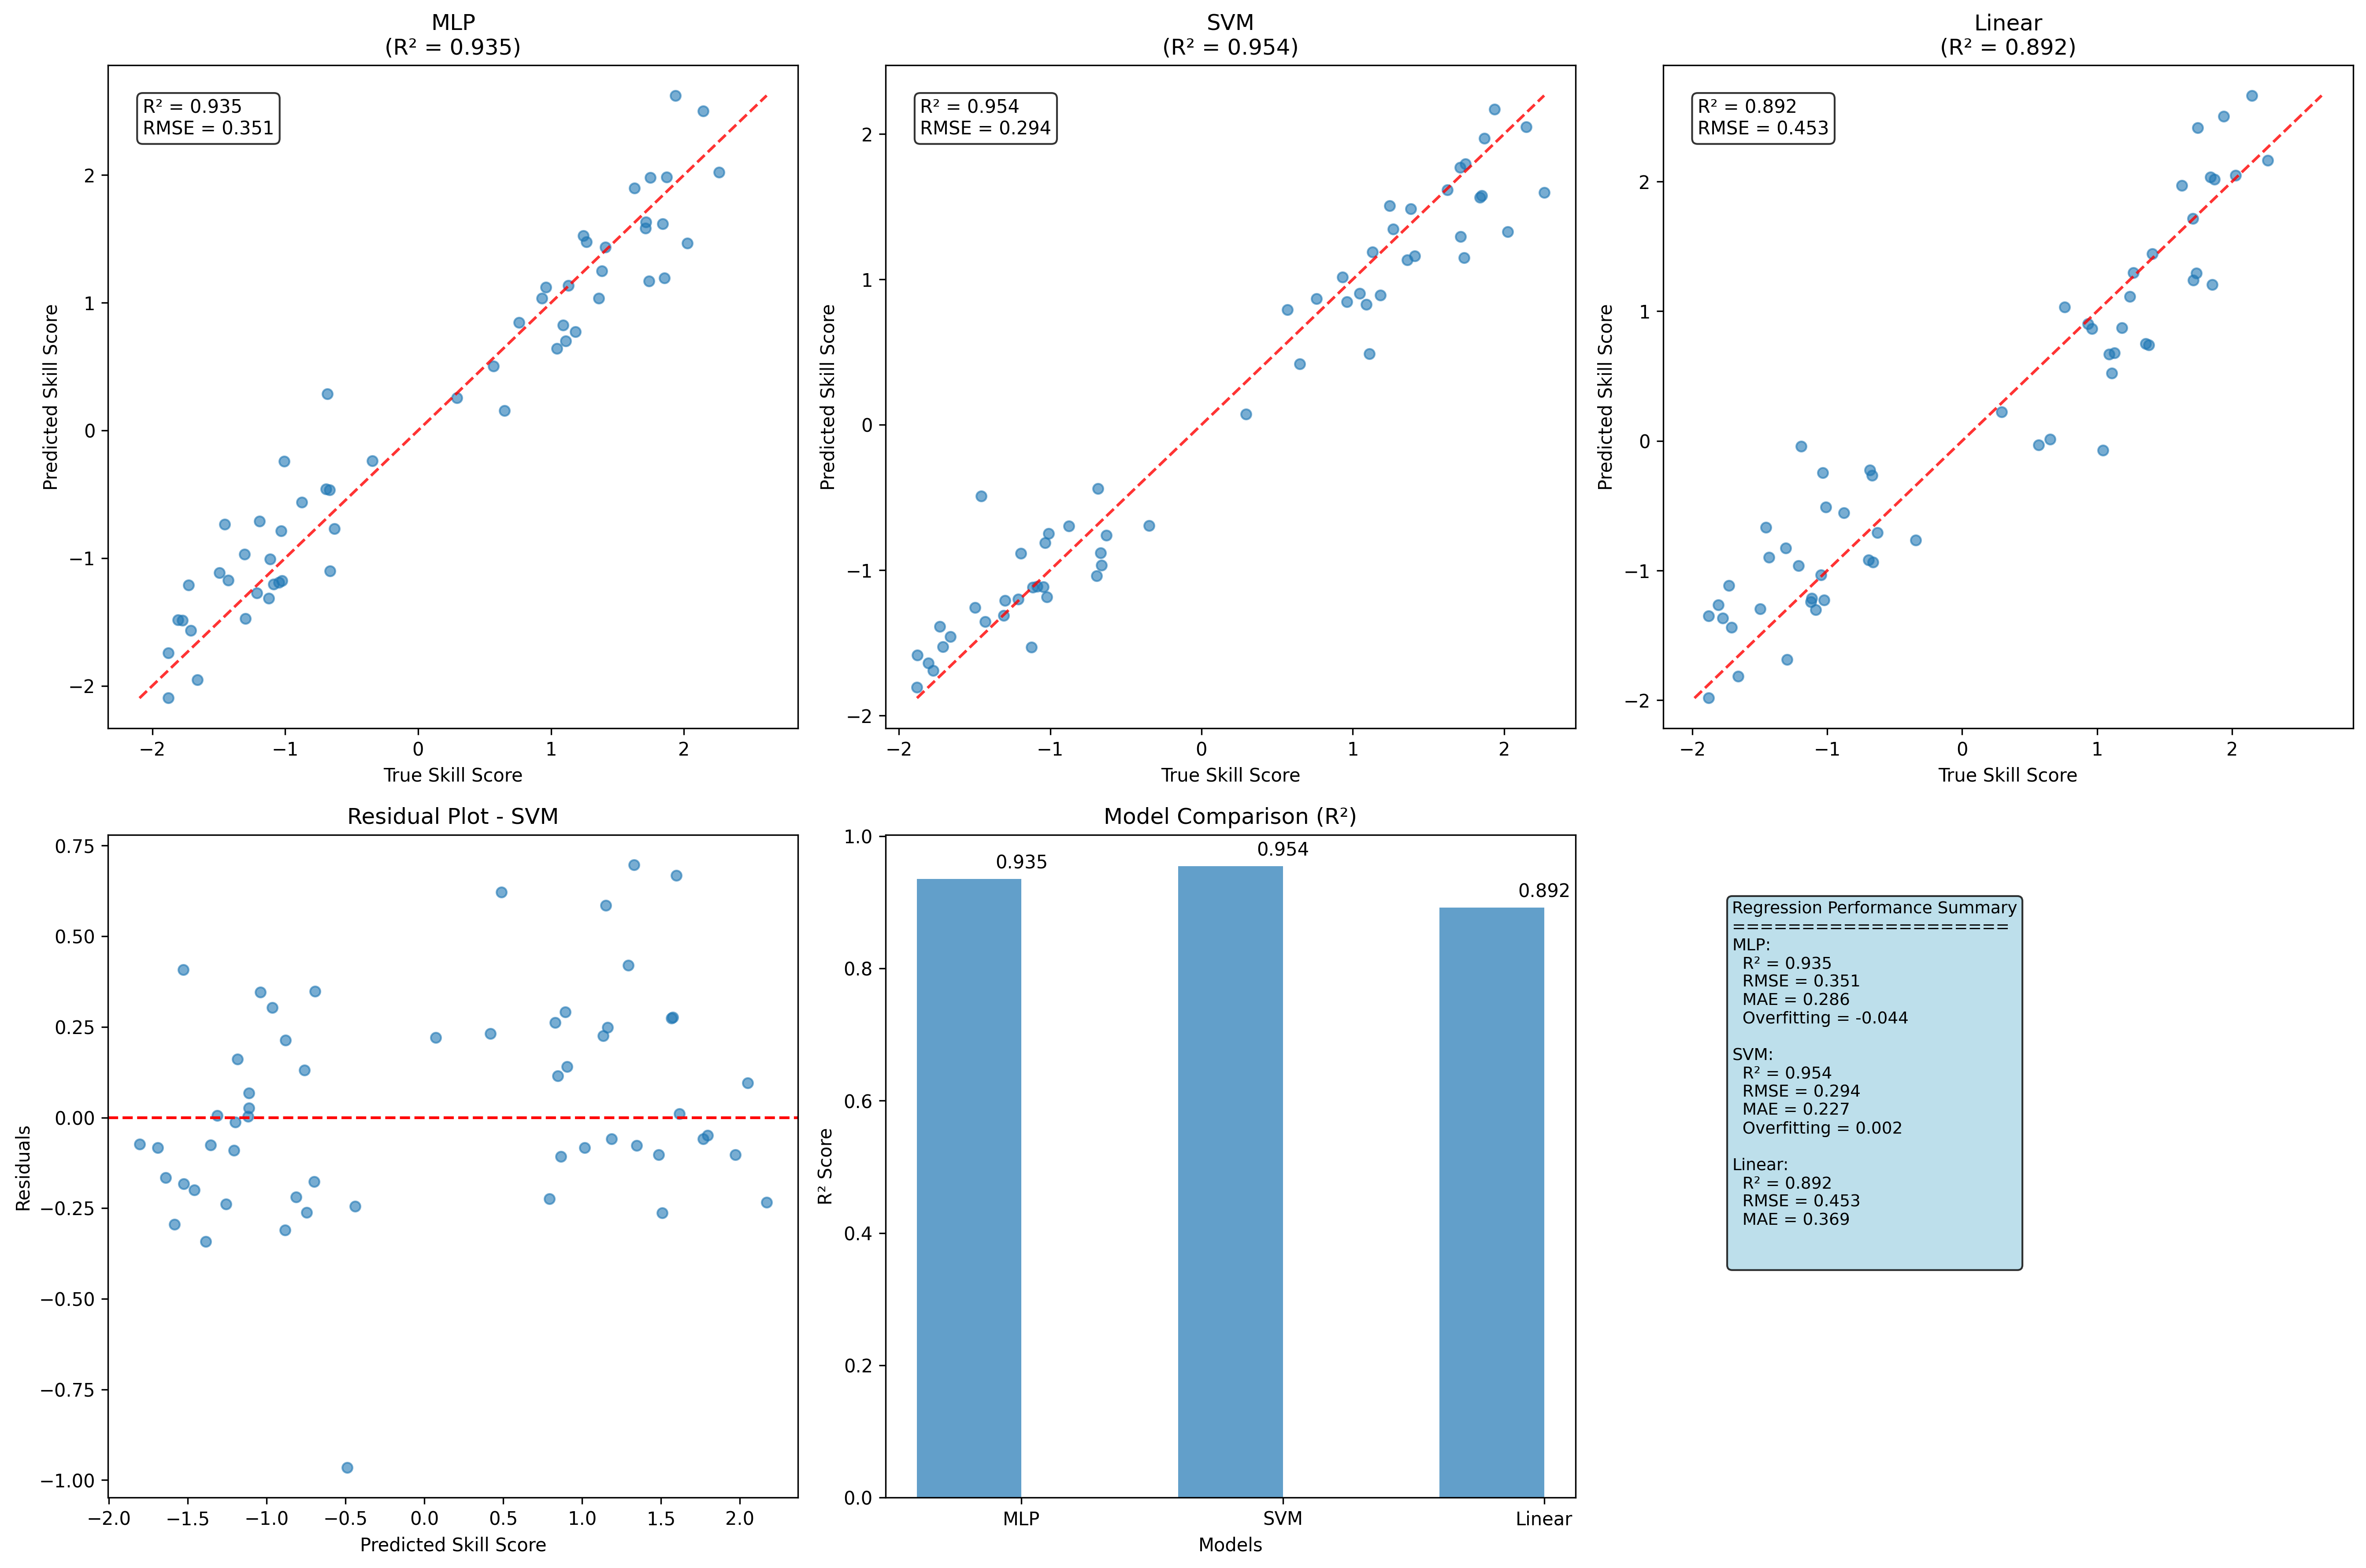 MLP
(R² = 0.935)
R² = 0.935
RMSE = 0.351
2
1
0
−1
−2
Predicted Skill Score
−2 −1 0 1 2
True Skill Score
SVM
(R² = 0.954)
R² = 0.954
RMSE = 0.294
2
1
0
−1
−2
Predicted Skill Score
−2 −1 0 1 2
True Skill Score
Linear
(R² = 0.892)
R² = 0.892
RMSE = 0.453
2
1
0
−1
−2
Predicted Skill Score
−2 −1 0 1 2
True Skill Score
Residual Plot - SVM
0.75
0.50
0.25
0.00
−0.25
−0.50
−0.75
−1.00
Residuals
−2.0 −1.5 −1.0 −0.5 0.0 0.5 1.0 1.5 2.0
Predicted Skill Score
Model Comparison (R²)
0.935 0.954 0.892
1.0
0.8
0.6
0.4
0.2
0.0
R² Score
MLP SVM Linear
Models
Regression Performance Summary
====================
MLP:
R² = 0.935
RMSE = 0.351
MAE = 0.286
Overfitting = -0.044
SVM:
R² = 0.954
RMSE = 0.294
MAE = 0.227
Overfitting = 0.002
Linear:
R² = 0.892
RMSE = 0.453
MAE = 0.369